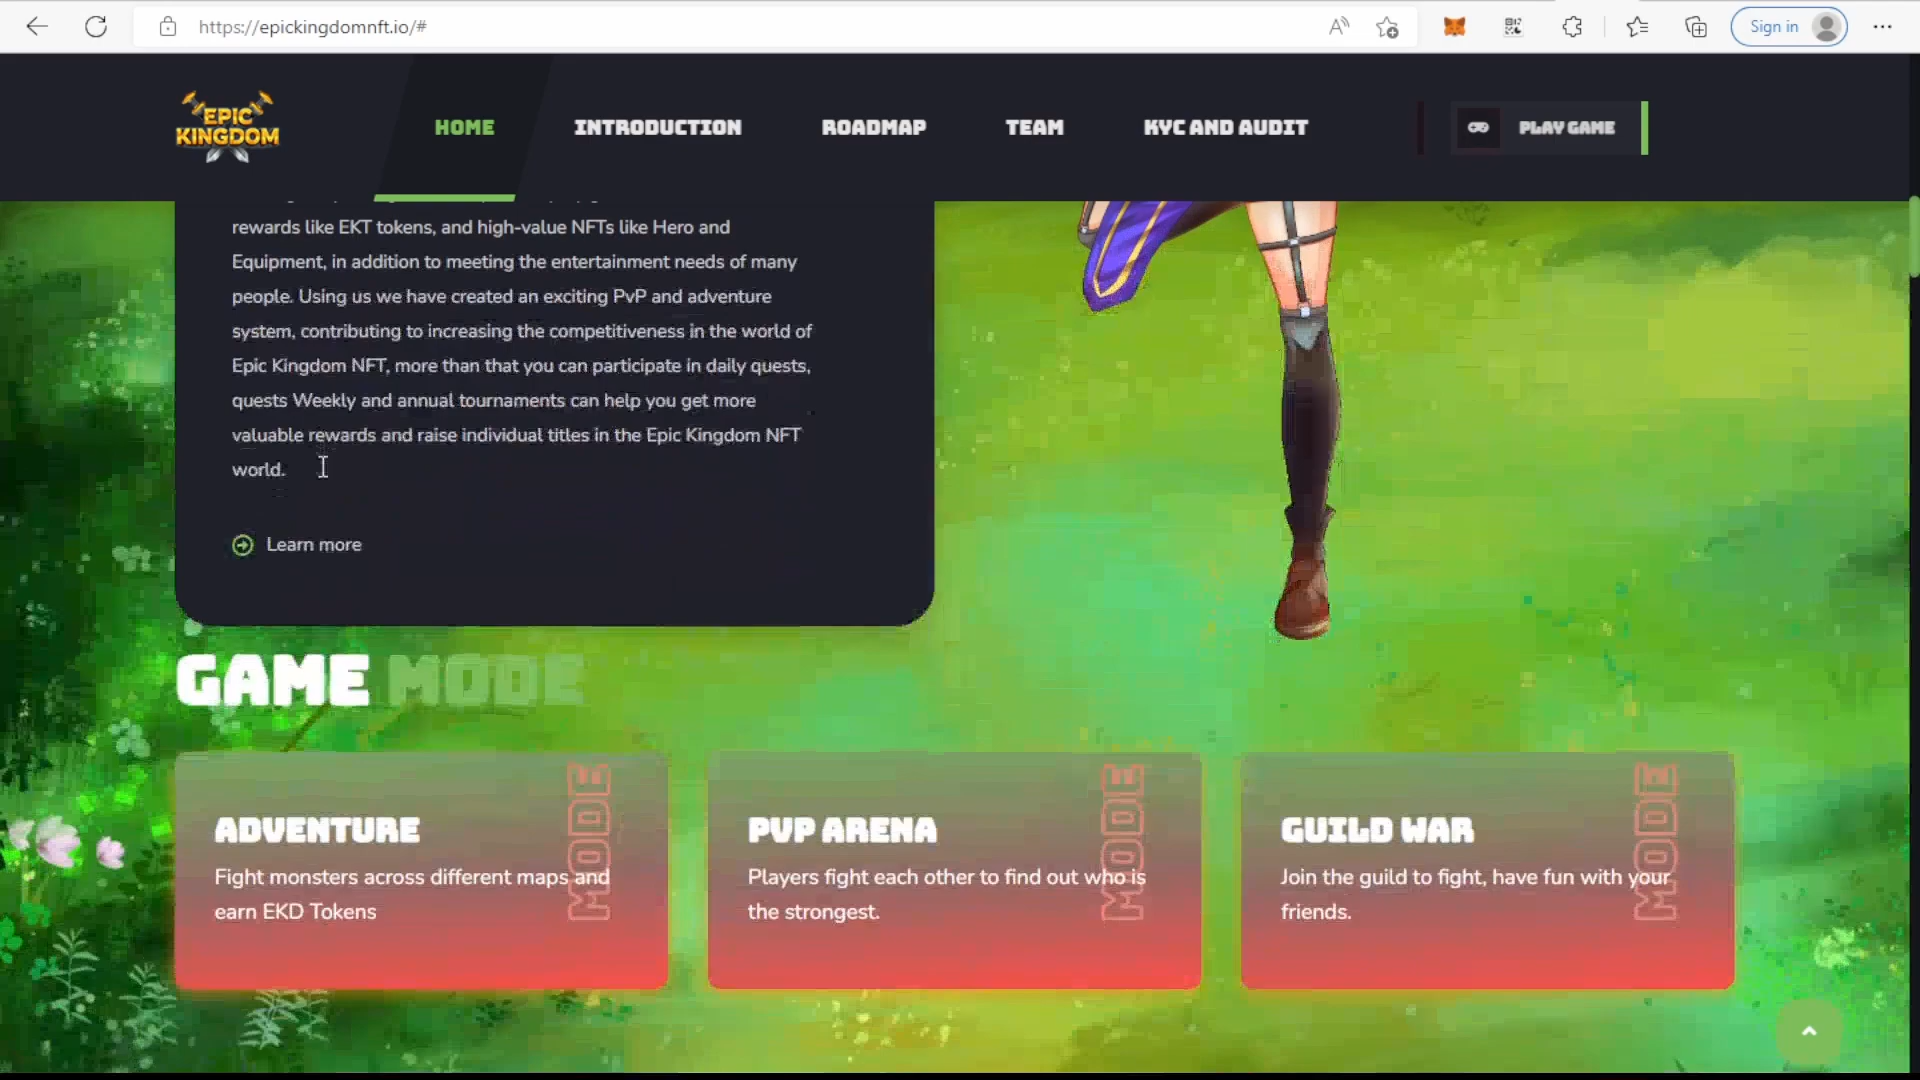 https://epickingdomnft.io/#
Sign in
EPIC
KINGDOM
HOME
INTRODUCTION
ROADMAP
TEAM
KYC AND AUDIT
PLAY GAME
rewards like EKT tokens, and high-value NFTs like Hero and
Equipment, in addition to meeting the entertainment needs of many
people. Using us we have created an exciting PvP and adventure
system, contributing to increasing the competitiveness in the world of
Epic Kingdom NFT, more than that you can participate in daily quests,
quests Weekly and annual tournaments can help you get more
valuable rewards and raise individual titles in the Epic Kingdom NFT
world.
Learn more
GAME MODE
ADVENTURE
Fight monsters across different maps and
earn EKD Tokens
MODE
PVP ARENA
Players fight each other to find out who is
the strongest.
MODE
GUILD WAR
Join the guild to fight, have fun with your
friends.
MODE